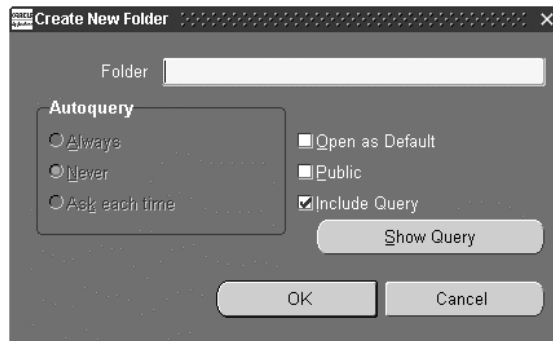 Create New Folder
Folder
Autoquery
Always
Never
Ask each time
Open as Default
Public
Include Query
Show Query
OK
Cancel